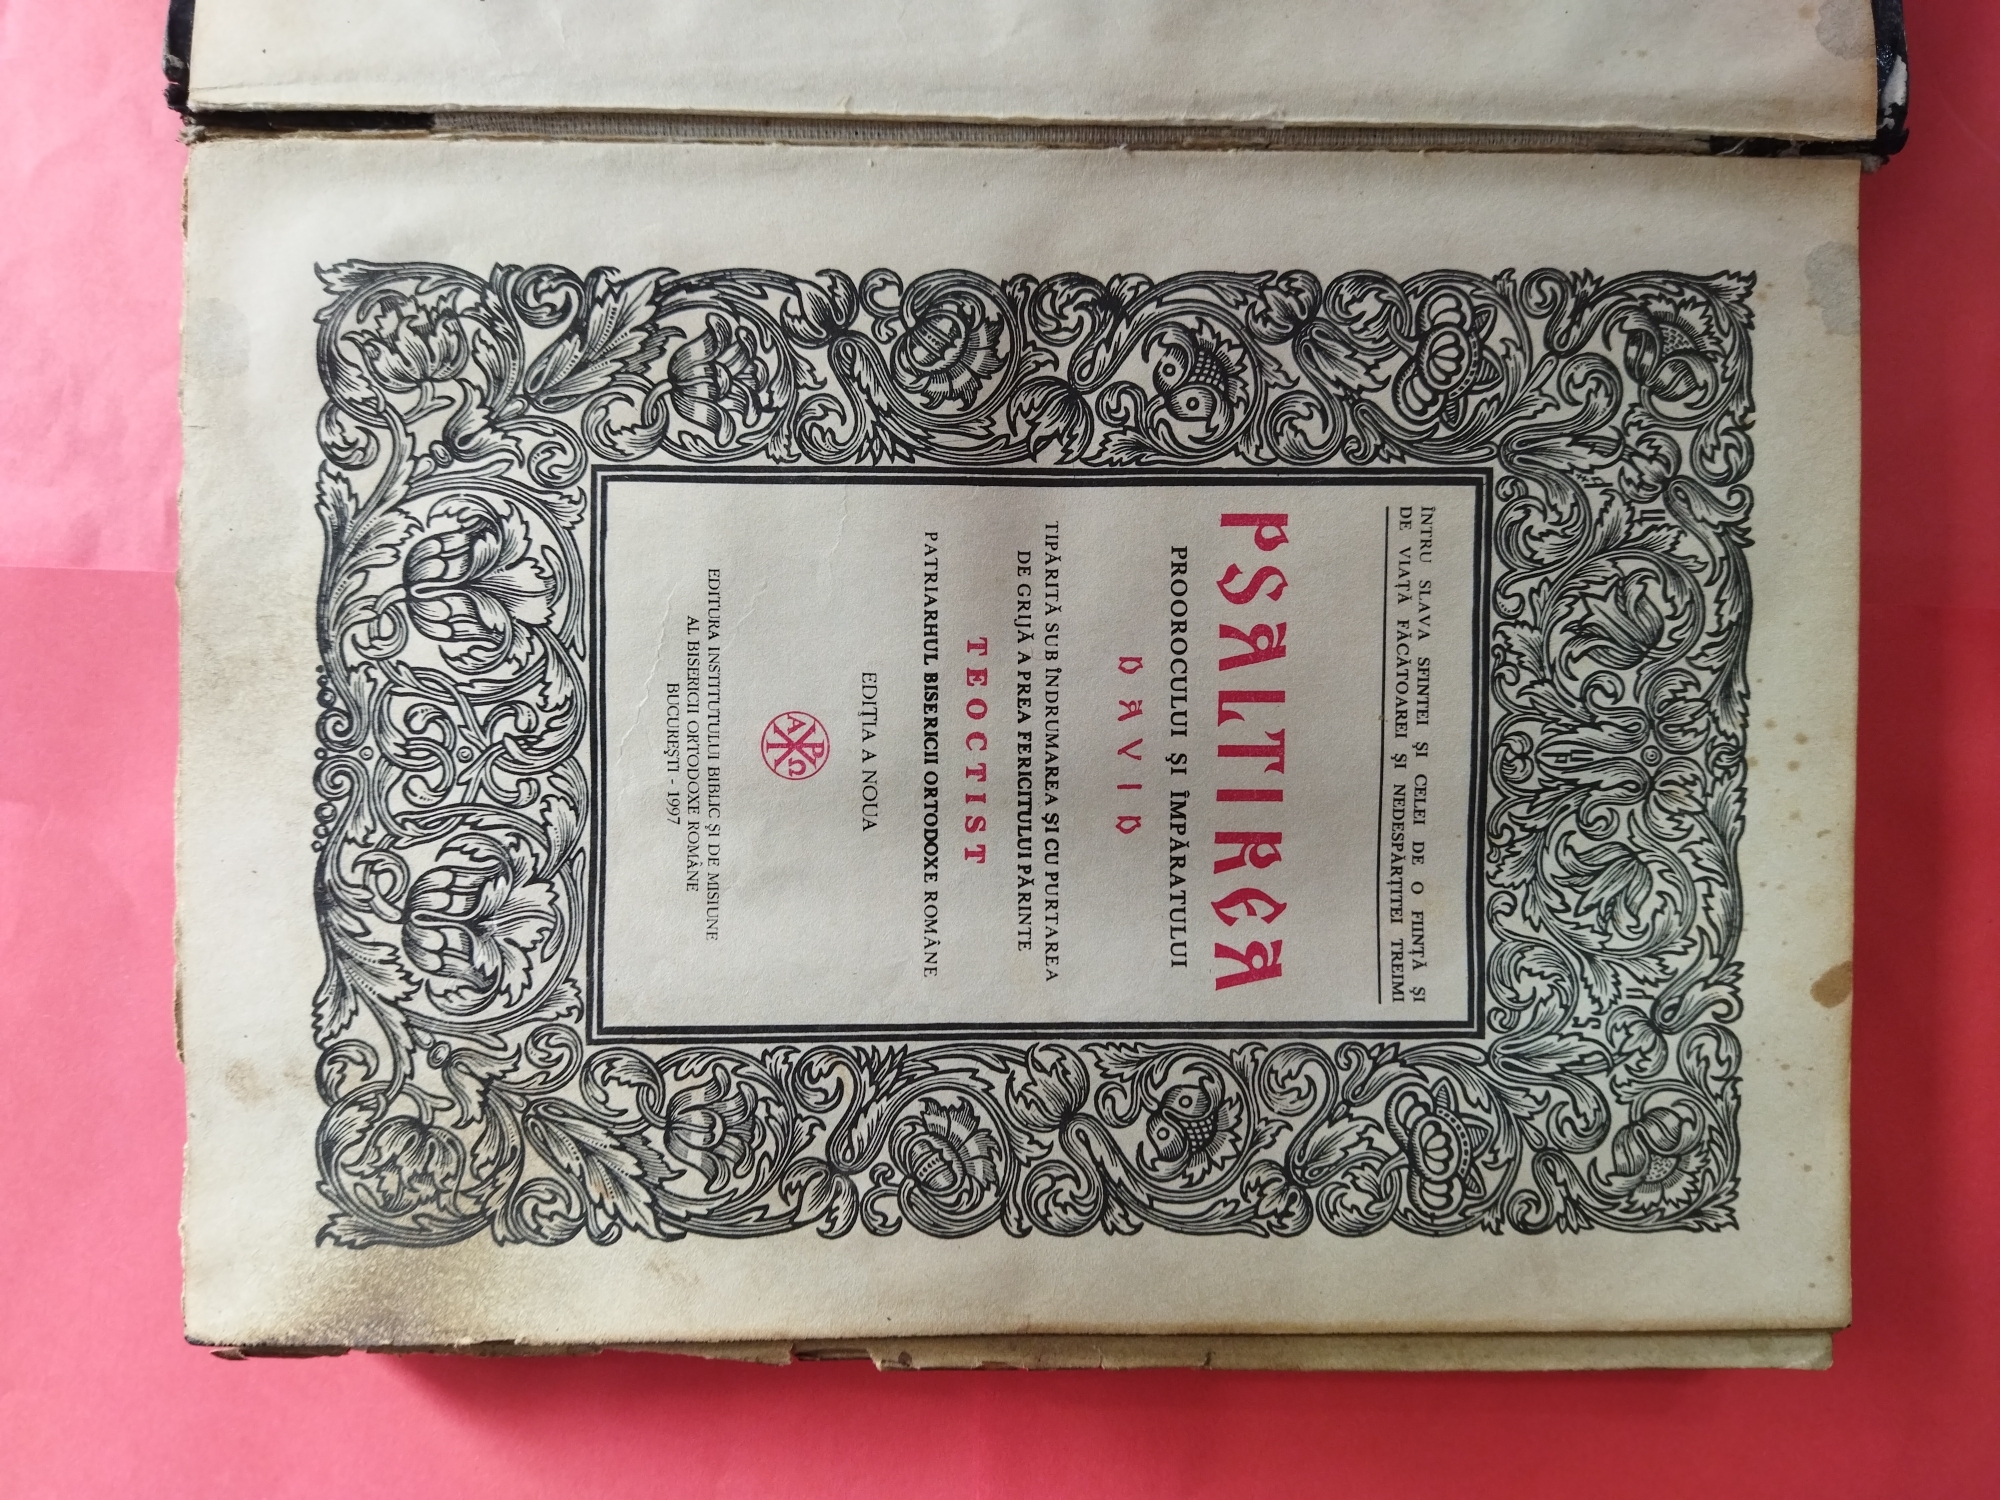 ÎNTRU SLAVA SFINTEI ŞI CELEI DE O FIINŢĂ ŞI
DE VIAŢĂ FĂCĂTOAREI ŞI NEDESPĂRŢITEI TREIMI
PSALTIREA
PROOROCULUI ŞI ÎMPĂRATULUI
DAVID
TIPĂRITĂ SUB ÎNDRUMAREA ŞI CU PURTAREA
DE GRIJĂ A PREA FERICITULUI PĂRINTE
TEOCTIST
PATRIARHUL BISERICII ORTODOXE ROMÂNE
EDIŢIA A NOUA
A P Ω
EDITURA INSTITUTULUI BIBLIC ŞI DE MISIUNE
AL BISERICII ORTODOXE ROMÂNE
BUCUREŞTI - 1997